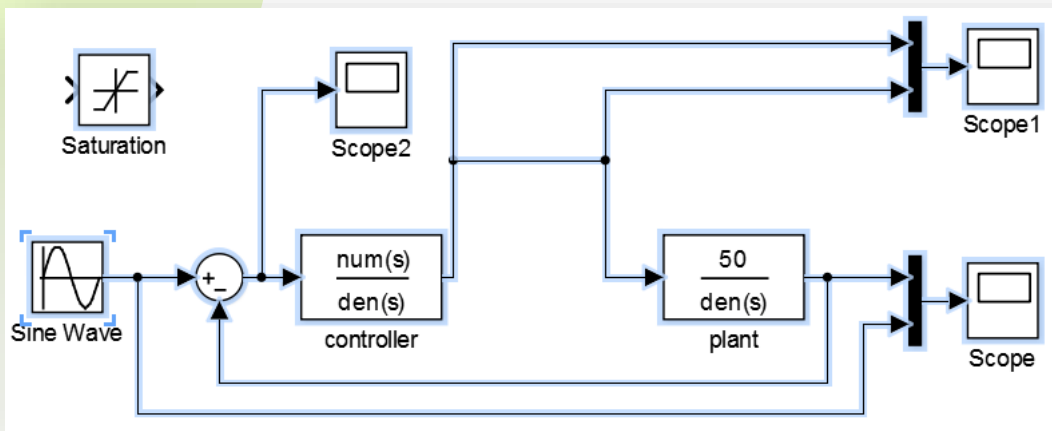 Saturation
Scope2
Scope1
Sine Wave
+
−
num(s)
den(s)
controller
50
den(s)
plant
Scope